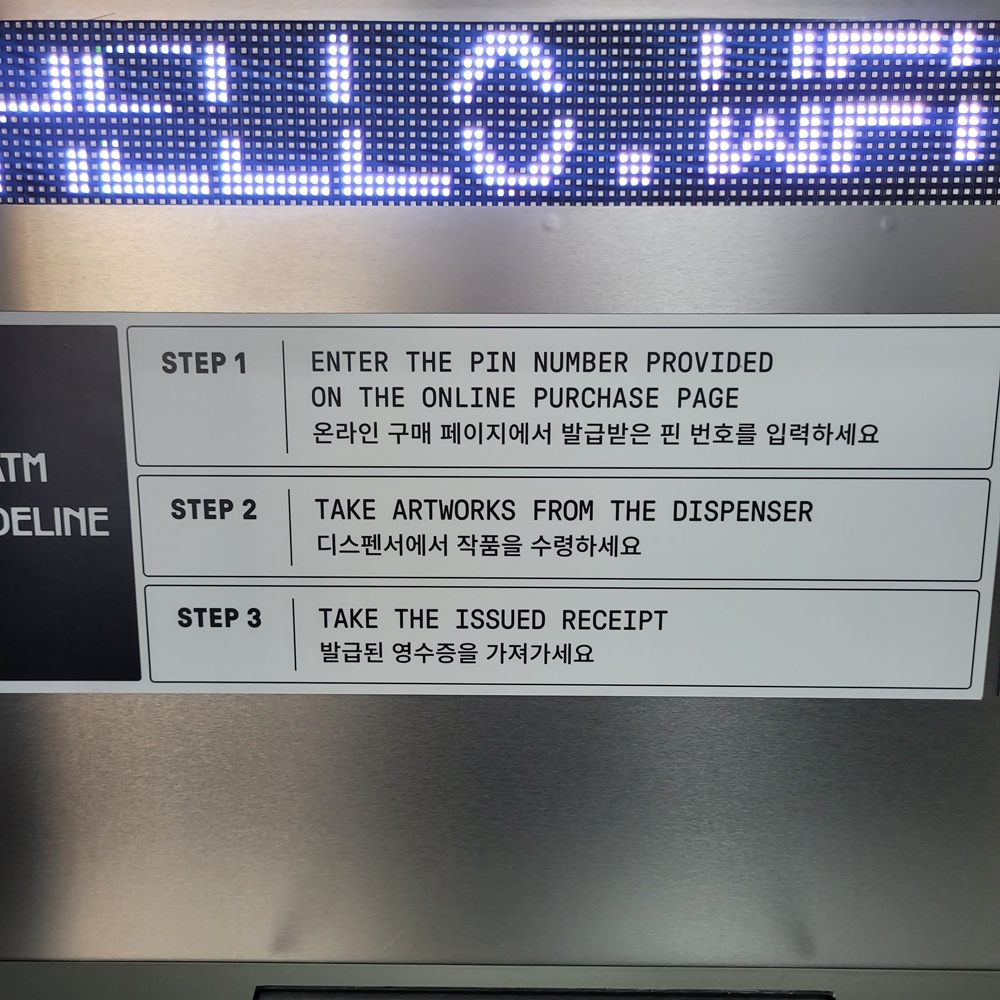 STEP 1
ENTER THE PIN NUMBER PROVIDED
ON THE ONLINE PURCHASE PAGE
온라인 구매 페이지에서 발급받은 핀 번호를 입력하세요
STEP 2
TAKE ARTWORKS FROM THE DISPENSER
디스펜서에서 작품을 수령하세요
STEP 3
TAKE THE ISSUED RECEIPT
발급된 영수증을 가져가세요